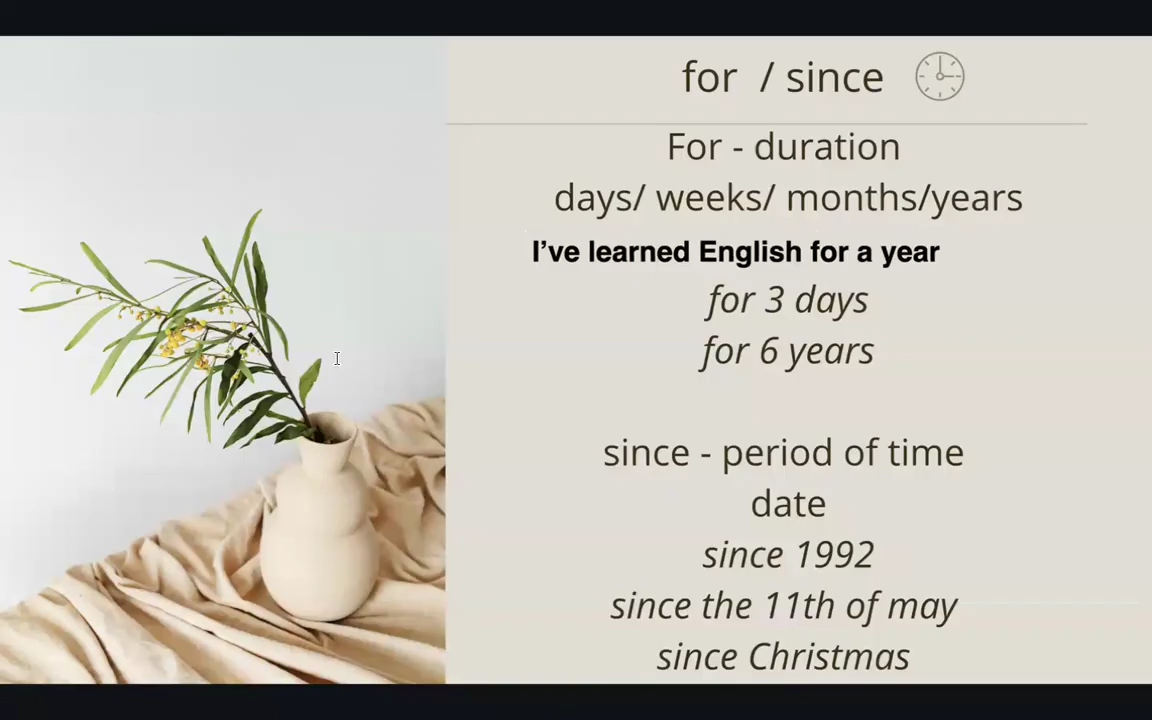 for / since
For - duration
days/ weeks/ months/years
I’ve learned English for a year
for 3 days
for 6 years
since - period of time
date
since 1992
since the 11th of may
since Christmas